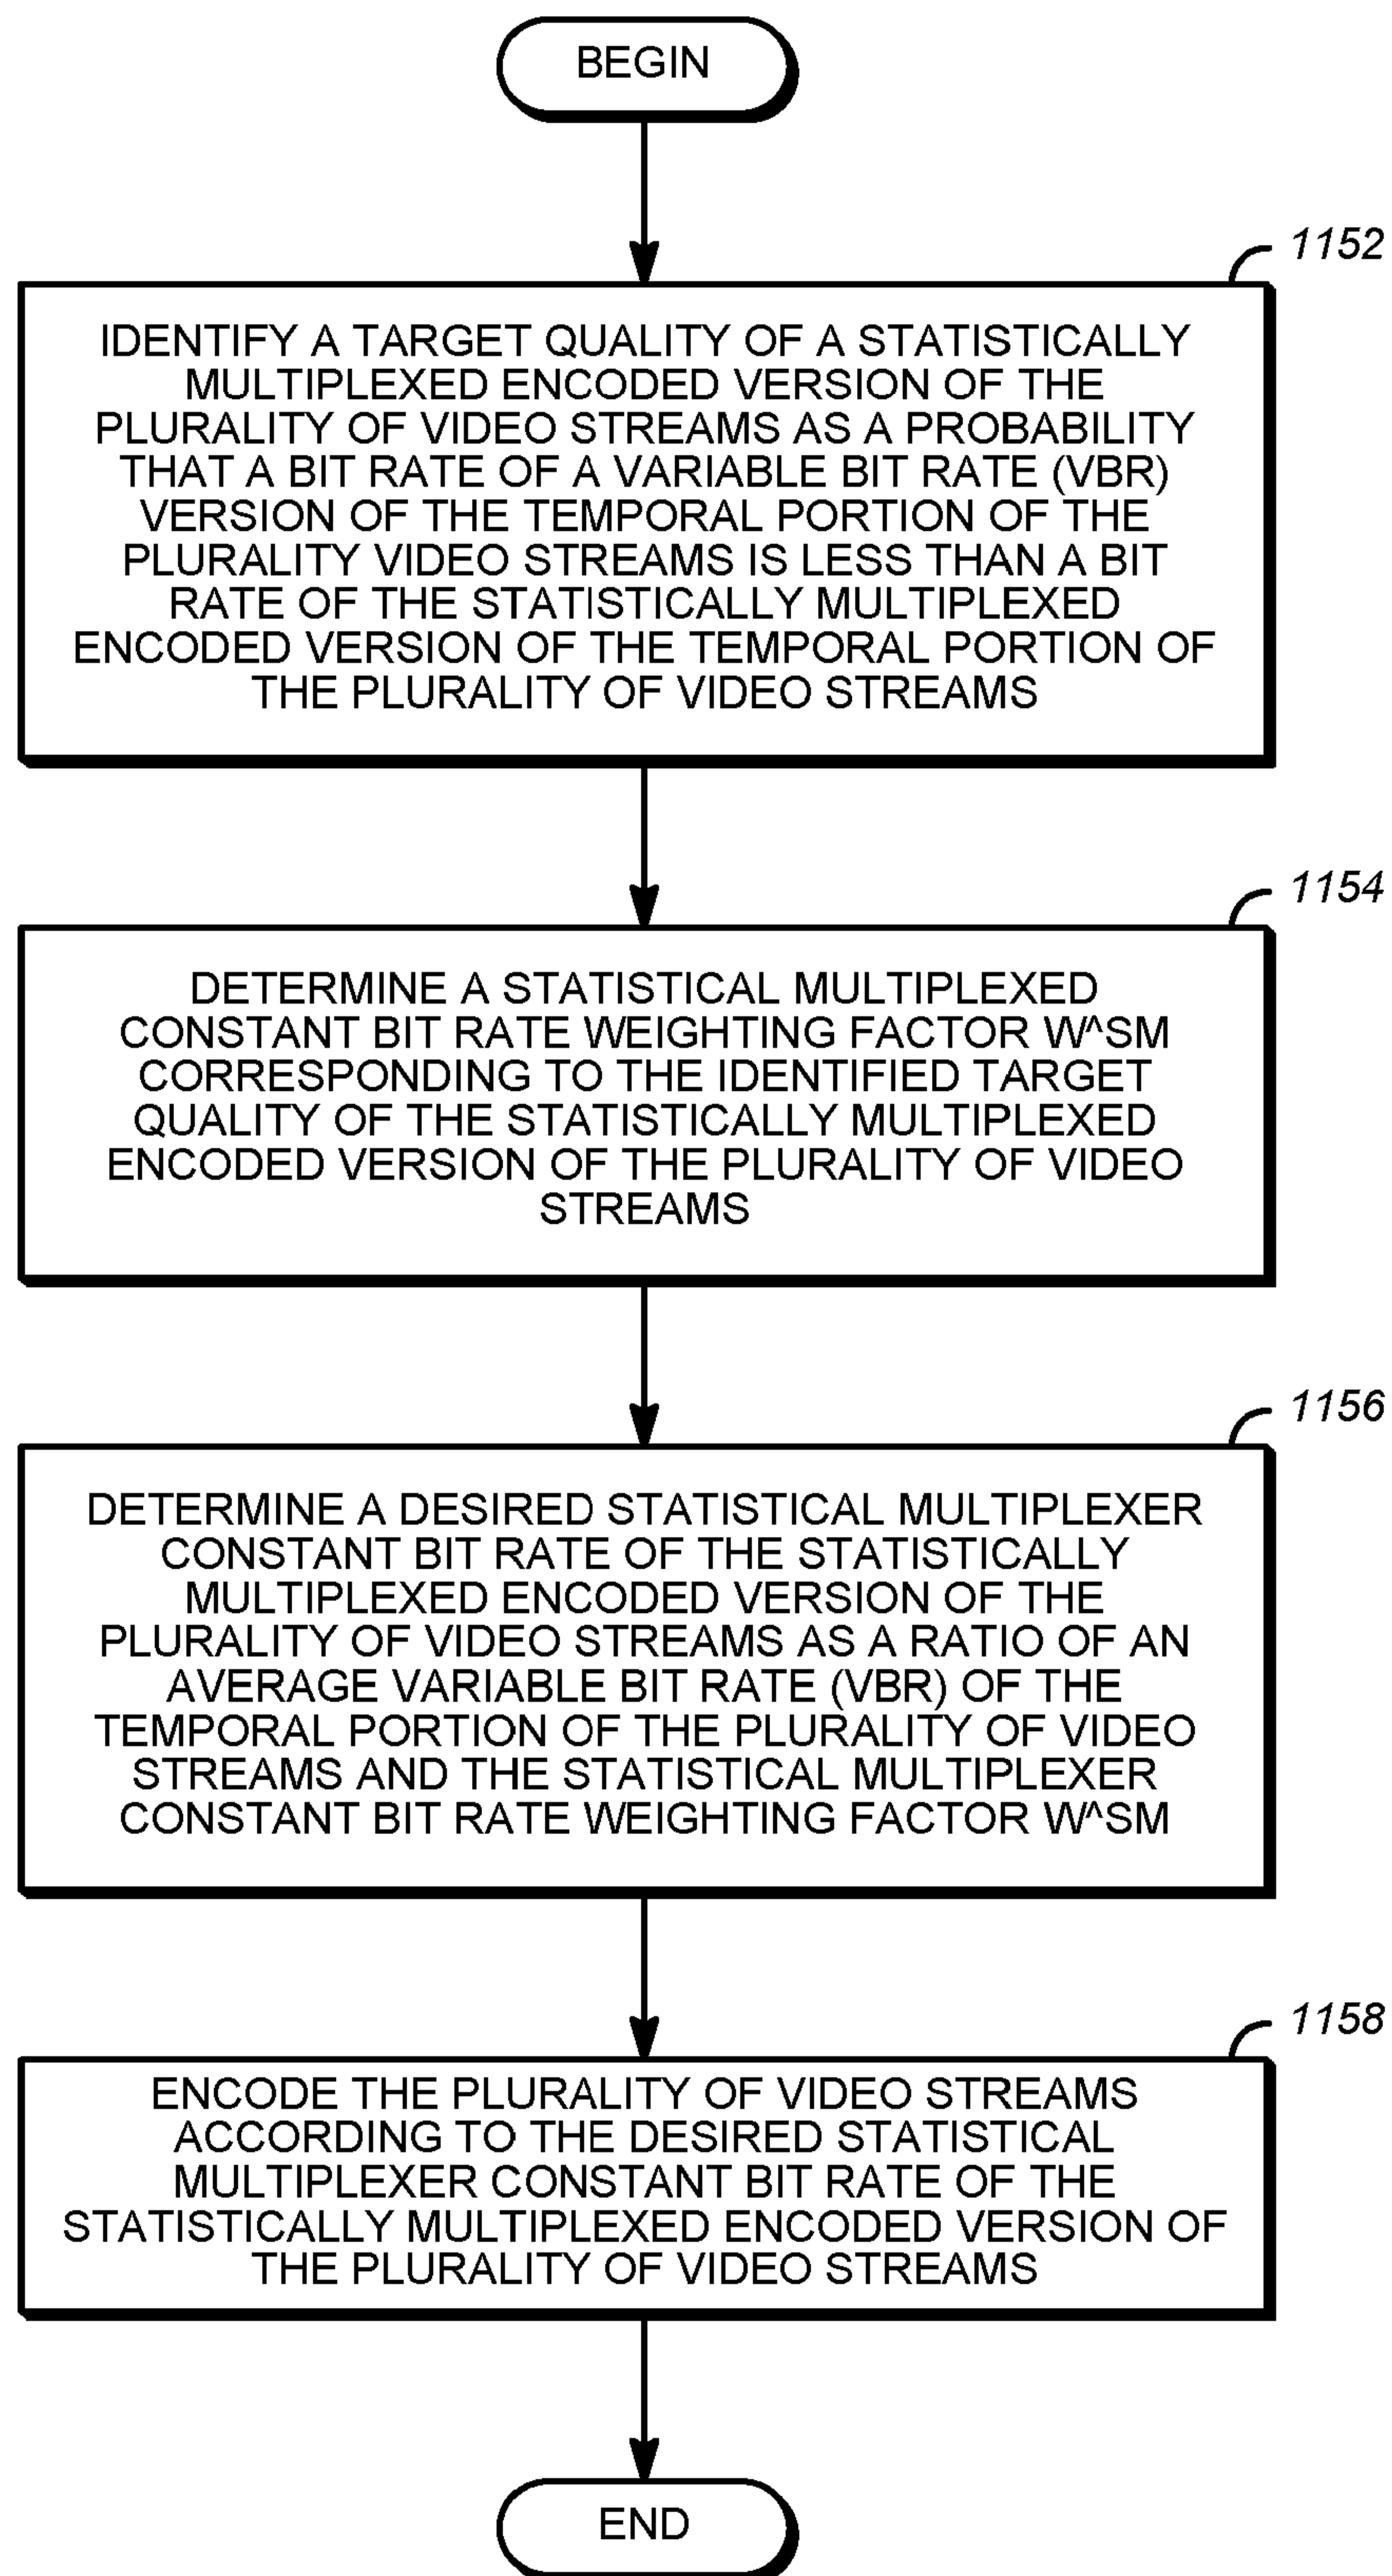 BEGIN
1152
IDENTIFY A TARGET QUALITY OF A STATISTICALLY
MULTIPLEXED ENCODED VERSION OF THE
PLURALITY OF VIDEO STREAMS AS A PROBABILITY
THAT A BIT RATE OF A VARIABLE BIT RATE (VBR)
VERSION OF THE TEMPORAL PORTION OF THE
PLURALITY VIDEO STREAMS IS LESS THAN A BIT
RATE OF THE STATISTICALLY MULTIPLEXED
ENCODED VERSION OF THE TEMPORAL PORTION OF
THE PLURALITY OF VIDEO STREAMS
1154
DETERMINE A STATISTICAL MULTIPLEXED
CONSTANT BIT RATE WEIGHTING FACTOR W^SM
CORRESPONDING TO THE IDENTIFIED TARGET
QUALITY OF THE STATISTICALLY MULTIPLEXED
ENCODED VERSION OF THE PLURALITY OF VIDEO
STREAMS
1156
DETERMINE A DESIRED STATISTICAL MULTIPLEXER
CONSTANT BIT RATE OF THE STATISTICALLY
MULTIPLEXED ENCODED VERSION OF THE
PLURALITY OF VIDEO STREAMS AS A RATIO OF AN
AVERAGE VARIABLE BIT RATE (VBR) OF THE
TEMPORAL PORTION OF THE PLURALITY OF VIDEO
STREAMS AND THE STATISTICAL MULTIPLEXER
CONSTANT BIT RATE WEIGHTING FACTOR W^SM
1158
ENCODE THE PLURALITY OF VIDEO STREAMS
ACCORDING TO THE DESIRED STATISTICAL
MULTIPLEXER CONSTANT BIT RATE OF THE
STATISTICALLY MULTIPLEXED ENCODED VERSION OF
THE PLURALITY OF VIDEO STREAMS
END